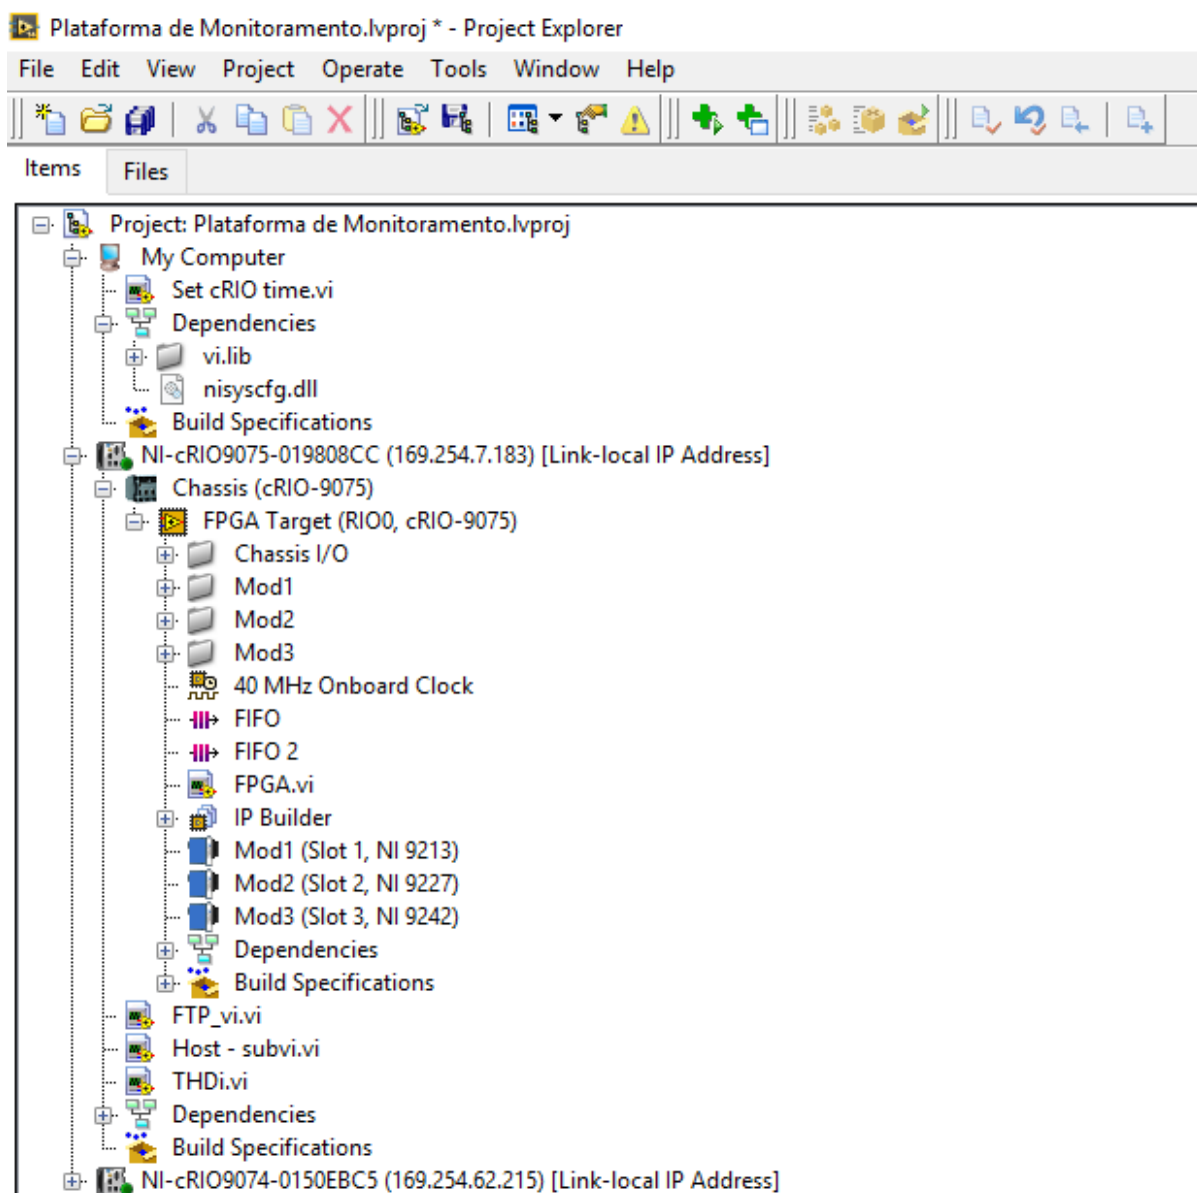 Plataforma de Monitoramento.lvproj * - Project Explorer
File Edit View Project Operate Tools Window Help
Items Files
Project: Plataforma de Monitoramento.lvproj
My Computer
Set cRIO time.vi
Dependencies
vi.lib
nisyscfg.dll
Build Specifications
NI-cRIO9075-019808CC (169.254.7.183) [Link-local IP Address]
Chassis (cRIO-9075)
FPGA Target (RIO0, cRIO-9075)
Chassis I/O
Mod1
Mod2
Mod3
40 MHz Onboard Clock
FIFO
FIFO 2
FPGA.vi
IP Builder
Mod1 (Slot 1, NI 9213)
Mod2 (Slot 2, NI 9227)
Mod3 (Slot 3, NI 9242)
Dependencies
Build Specifications
FTP_vi.vi
Host - subvi.vi
THDi.vi
Dependencies
Build Specifications
NI-cRIO9074-0150EBC5 (169.254.62.215) [Link-local IP Address]